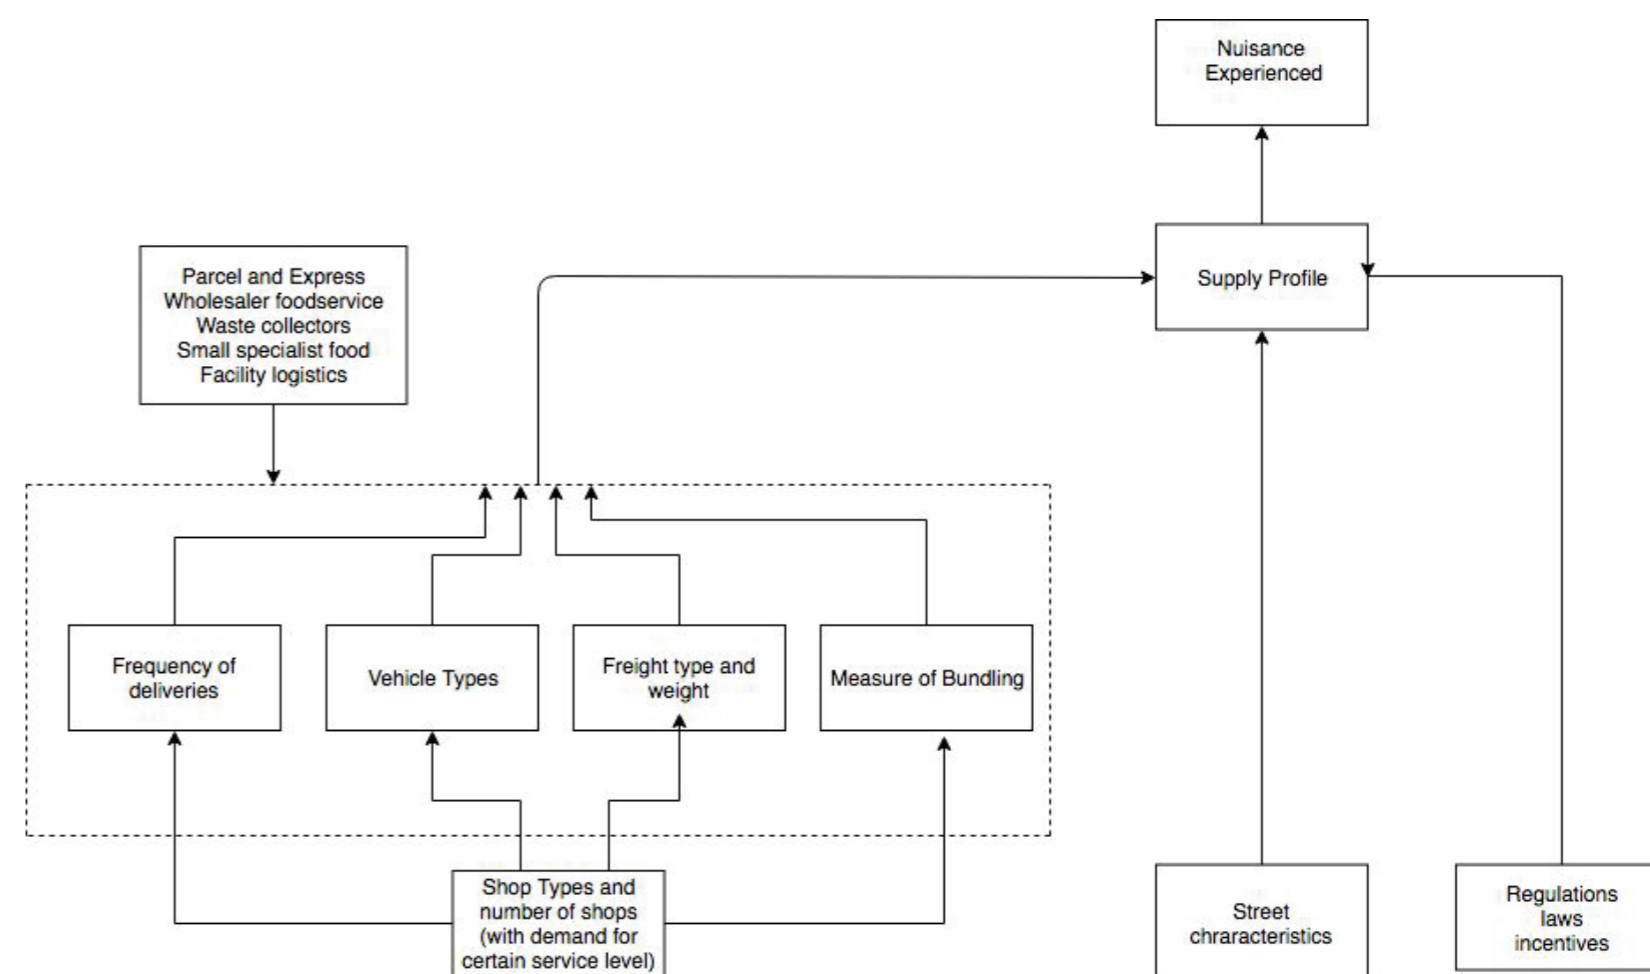 Nuisance
Experienced
Supply Profile
Parcel and Express
Wholesaler foodservice
Waste collectors
Small specialist food
Facility logistics
Frequency of
deliveries
Vehicle Types
Freight type and
weight
Measure of Bundling
Shop Types and
number of shops
(with demand for
certain service level)
Street
chraracteristics
Regulations
laws
incentives